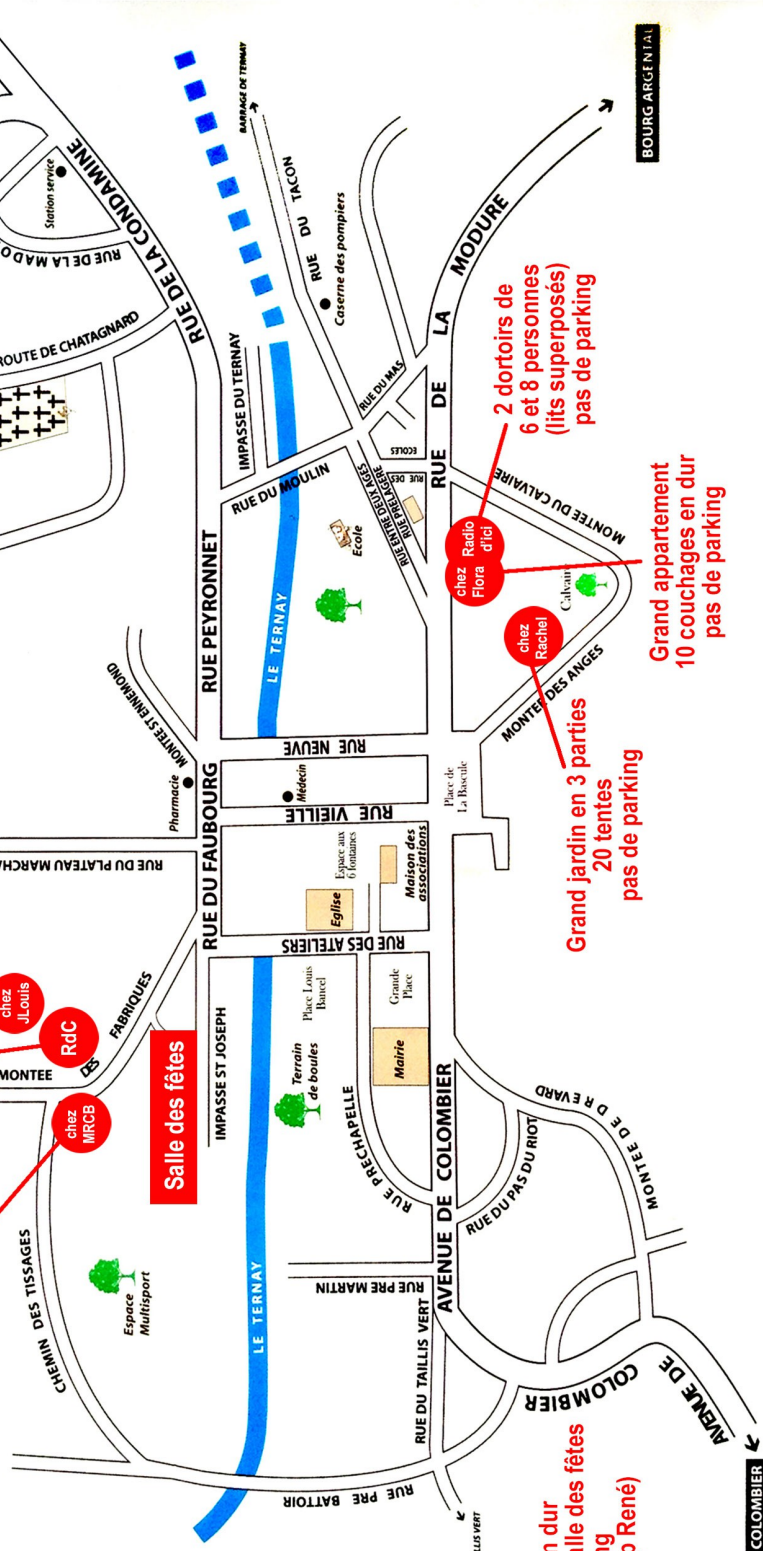 BOURG ARGENTAL
BARRAGE DE TERNAY
Station service
RUE DE LA CONDAMINE
RUE DE LA MADO
ROUTE DE CHATAGNARD
RUE DU TACON
Caserne des pompiers
RUE DE LA MODURE
IMPASSE DU TERNAY
RUE DU MAS
ECOLES
RUE DES
RUE PRELAGERE
RUE ENTRE DEUX AGES
RUE DU MOULIN
Ecole
LE TERNAY
RUE PEYRONNET
MONTEE DU CALVAIRE
2 dortoirs de
6 et 8 personnes
(lits superposés)
pas de parking
Radio
d'ici
chez
Flora
Calvaire
Grand appartement
10 couchages en dur
pas de parking
chez
Rachel
MONTEE DES ANGES
Grand jardin en 3 parties
20 tentes
pas de parking
MONTEE ST ENNEMOND
Pharmacie
RUE NEUVE
Médecin
RUE VIEILLE
Place de
La Bascule
RUE DU PLATEAU MARCHA
RUE DU FAUBOURG
Espace aux
6 fontaines
Eglise
Maison des
associations
RUE DES ATELIERS
chez
JLouis
RdC
MONTEE DES FABRIQUES
chez
MRCB
Salle des fêtes
IMPASSE ST JOSEPH
Place Louis
Bancel
Grande
Place
Terrain
de boules
Mairie
RUE PRECHAPELLE
AVENUE DE COLOMBIER
MONTEE DE DREVARD
RUE DU PAS DU RIOT
CHEMIN DES TISSAGES
Espace
Multisport
LE TERNAY
RUE PRE MARTIN
RUE DU TAILLIS VERT
AVENUE DE COLOMBIER
RUE PRE BATTOIR
LLIS VERT
n dur
alle des fêtes
ng
o René)
COLOMBIER